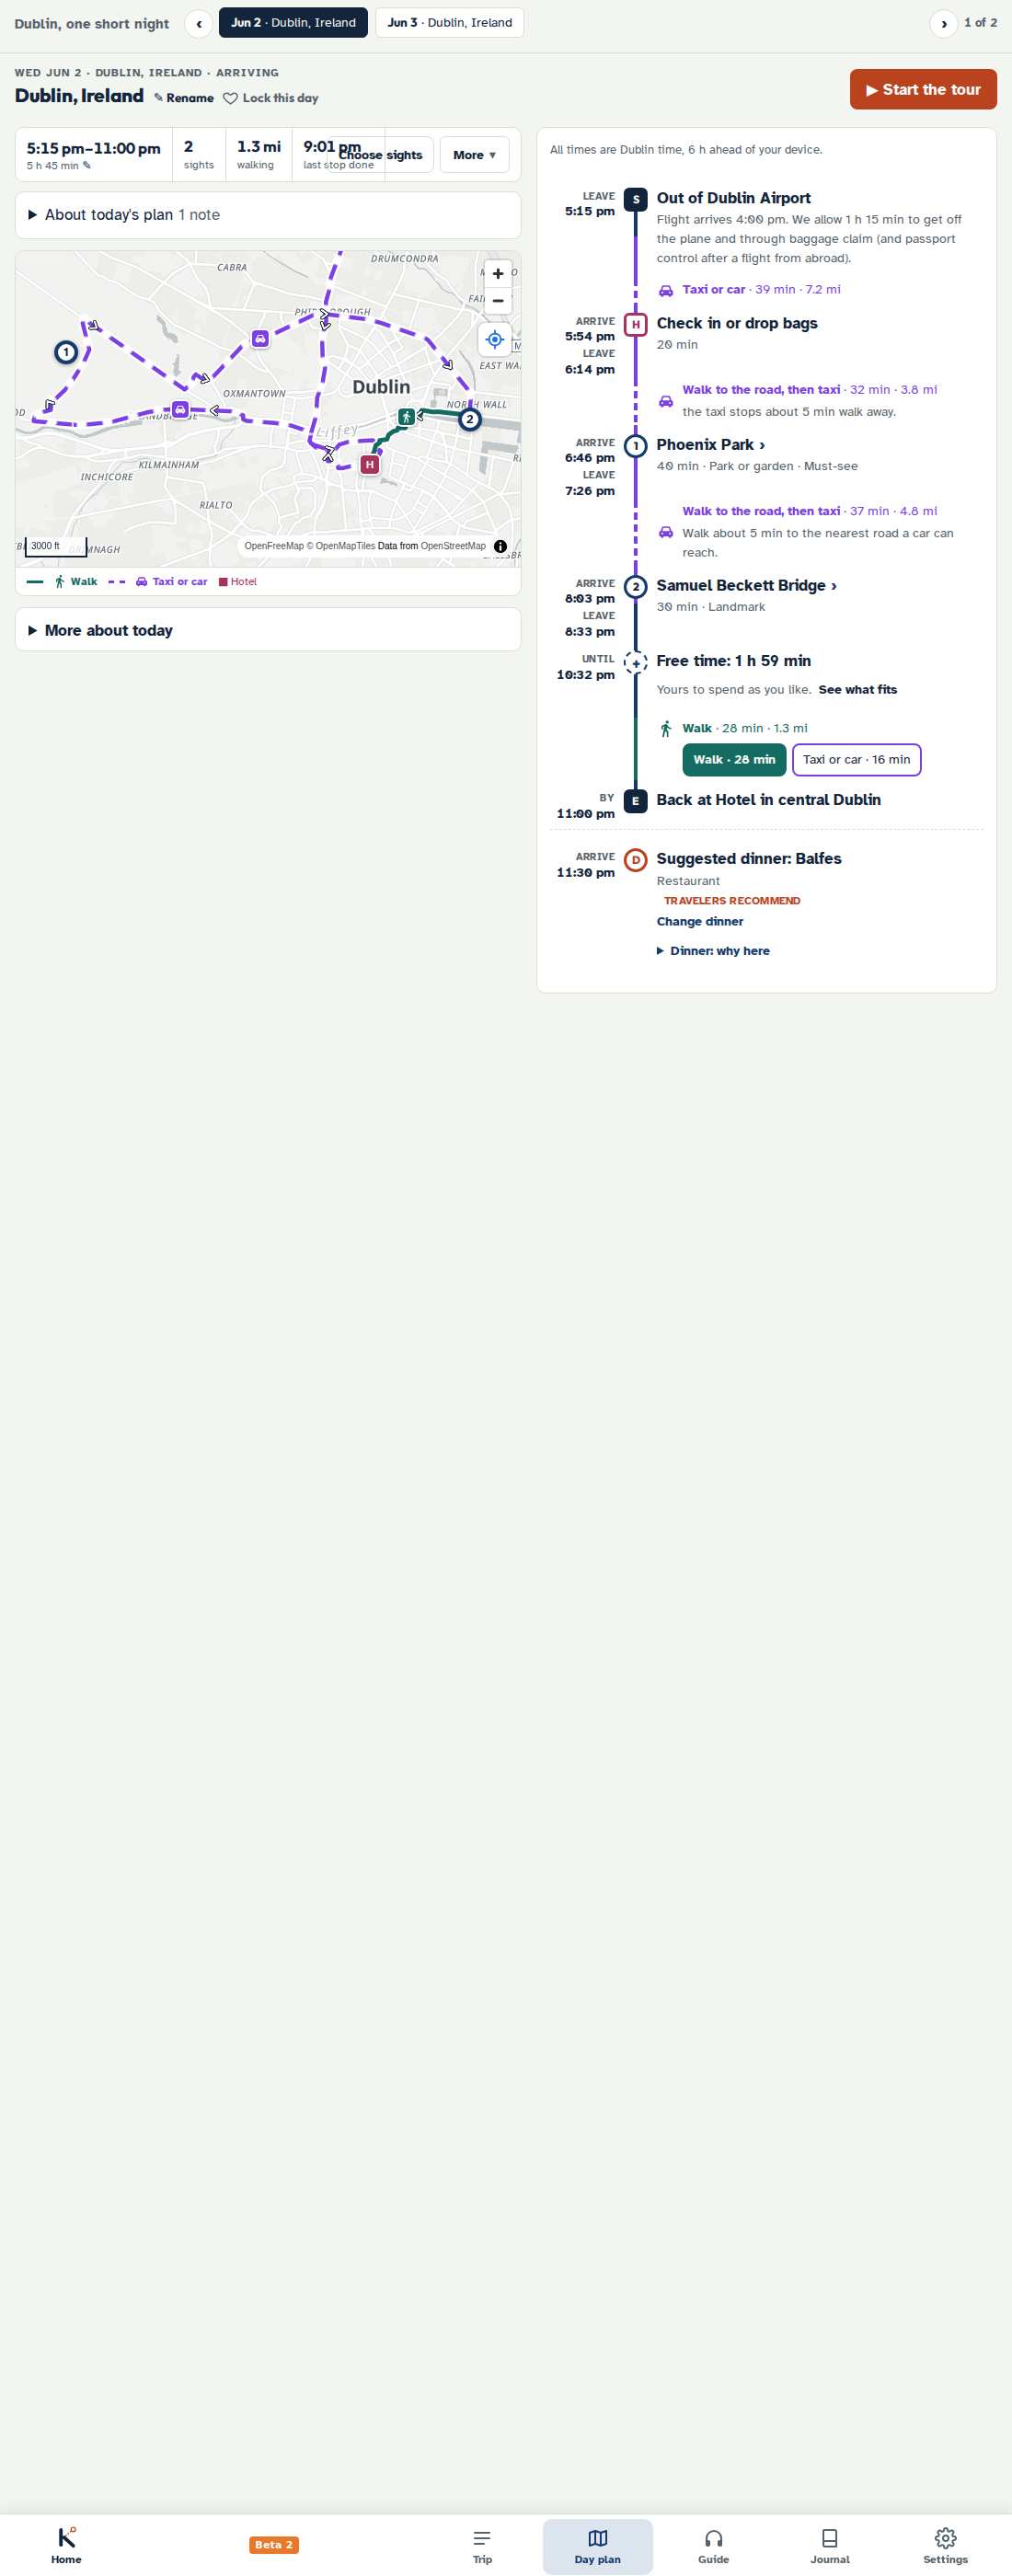 Dublin, one short night
‹
Jun 2 · Dublin, Ireland
Jun 3 · Dublin, Ireland
›
1 of 2
WED JUN 2 · DUBLIN, IRELAND · ARRIVING
Dublin, Ireland
✎ Rename
Lock this day
▶ Start the tour
5:15 pm–11:00 pm
5 h 45 min ✎
2
sights
1.3 mi
walking
9:01 pm
last stop done
Choose sights
More ▼
▶ About today's plan 1 note
CABRA
DRUMCONDRA
PHIBSBOROUGH
OXMANTOWN
Dublin
EAST WA
NORTH WALL
Liffey
KILMAINHAM
INCHICORE
RIALTO
+
−
1
2
H
3000 ft
OpenFreeMap © OpenMapTiles Data from OpenStreetMap
Walk
Taxi or car
Hotel
▶ More about today
All times are Dublin time, 6 h ahead of your device.
LEAVE
5:15 pm
S
Out of Dublin Airport
Flight arrives 4:00 pm. We allow 1 h 15 min to get off
the plane and through baggage claim (and passport
control after a flight from abroad).
Taxi or car · 39 min · 7.2 mi
ARRIVE
5:54 pm
LEAVE
6:14 pm
H
Check in or drop bags
20 min
Walk to the road, then taxi · 32 min · 3.8 mi
the taxi stops about 5 min walk away.
ARRIVE
6:46 pm
LEAVE
7:26 pm
1
Phoenix Park ›
40 min · Park or garden · Must-see
Walk to the road, then taxi · 37 min · 4.8 mi
Walk about 5 min to the nearest road a car can
reach.
ARRIVE
8:03 pm
LEAVE
8:33 pm
2
Samuel Beckett Bridge ›
30 min · Landmark
UNTIL
10:32 pm
+
Free time: 1 h 59 min
Yours to spend as you like. See what fits
Walk · 28 min · 1.3 mi
Walk · 28 min
Taxi or car · 16 min
BY
11:00 pm
E
Back at Hotel in central Dublin
ARRIVE
11:30 pm
D
Suggested dinner: Balfes
Restaurant
TRAVELERS RECOMMEND
Change dinner
▶ Dinner: why here
Home
Beta 2
Trip
Day plan
Guide
Journal
Settings